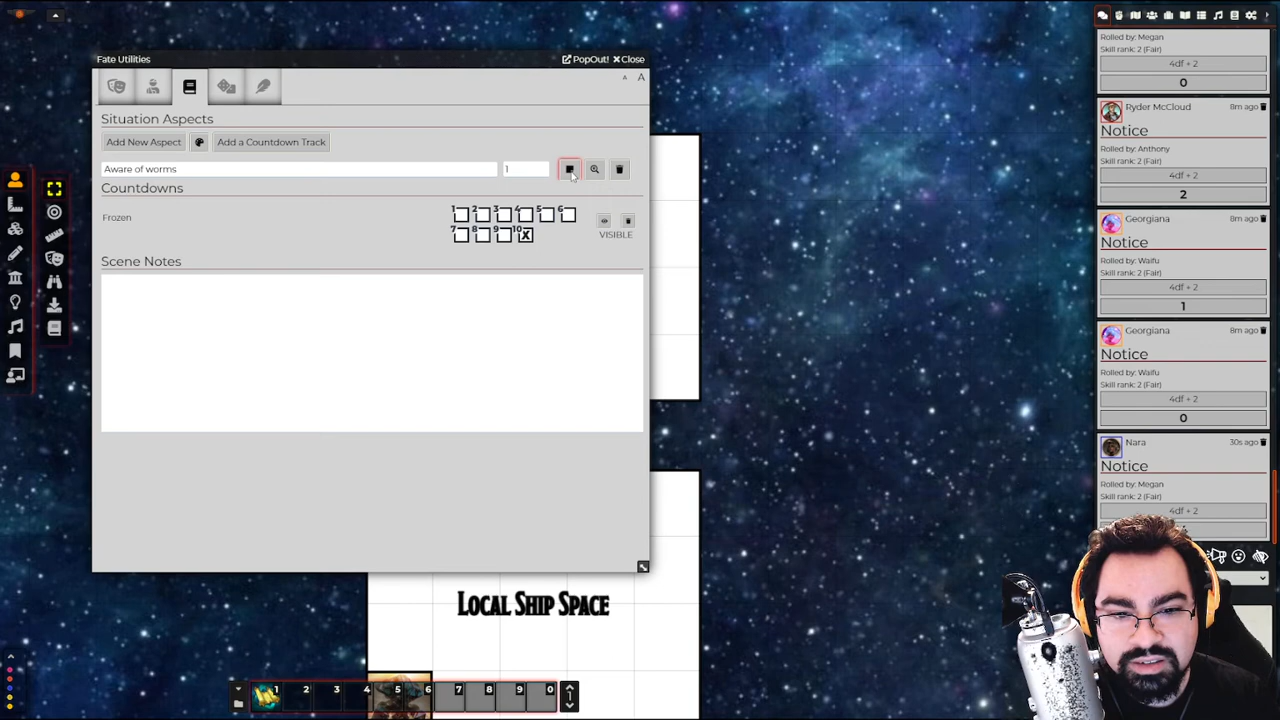 Fate Utilities
PopOut! Close
A A
Situation Aspects
Add New Aspect
Add a Countdown Track
Aware of worms
1
Countdowns
Frozen
1 2 3 4 5 6
7 8 9 10 X
VISIBLE
Scene Notes
Local Ship Space
1 2 3 4 5 6 7 8 9 0
1
Rolled by: Megan
Skill rank: 2 (Fair)
4df + 2
0
Ryder McCloud 8m ago
Notice
Rolled by: Anthony
Skill rank: 2 (Fair)
4df + 2
2
Georgiana 8m ago
Notice
Rolled by: Waifu
Skill rank: 2 (Fair)
4df + 2
1
Georgiana 8m ago
Notice
Rolled by: Waifu
Skill rank: 2 (Fair)
4df + 2
0
Nara 30s ago
Notice
Rolled by: Megan
Skill rank: 2 (Fair)
4df + 2